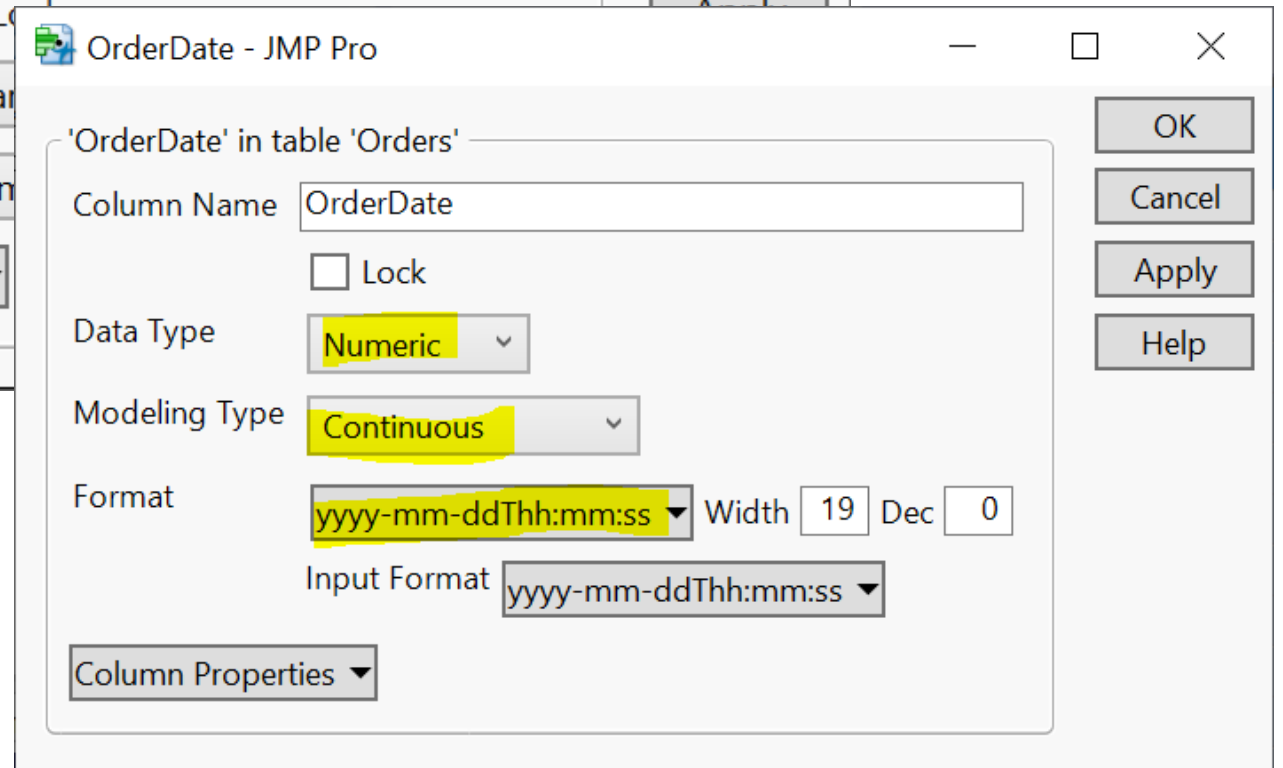 OrderDate - JMP Pro
'OrderDate' in table 'Orders'
OK
Column Name OrderDate
Cancel
Lock
Apply
Data Type Numeric
Help
Modeling Type Continuous
Format yyyy-mm-ddThh:mm:ss Width 19 Dec 0
Input Format yyyy-mm-ddThh:mm:ss
Column Properties